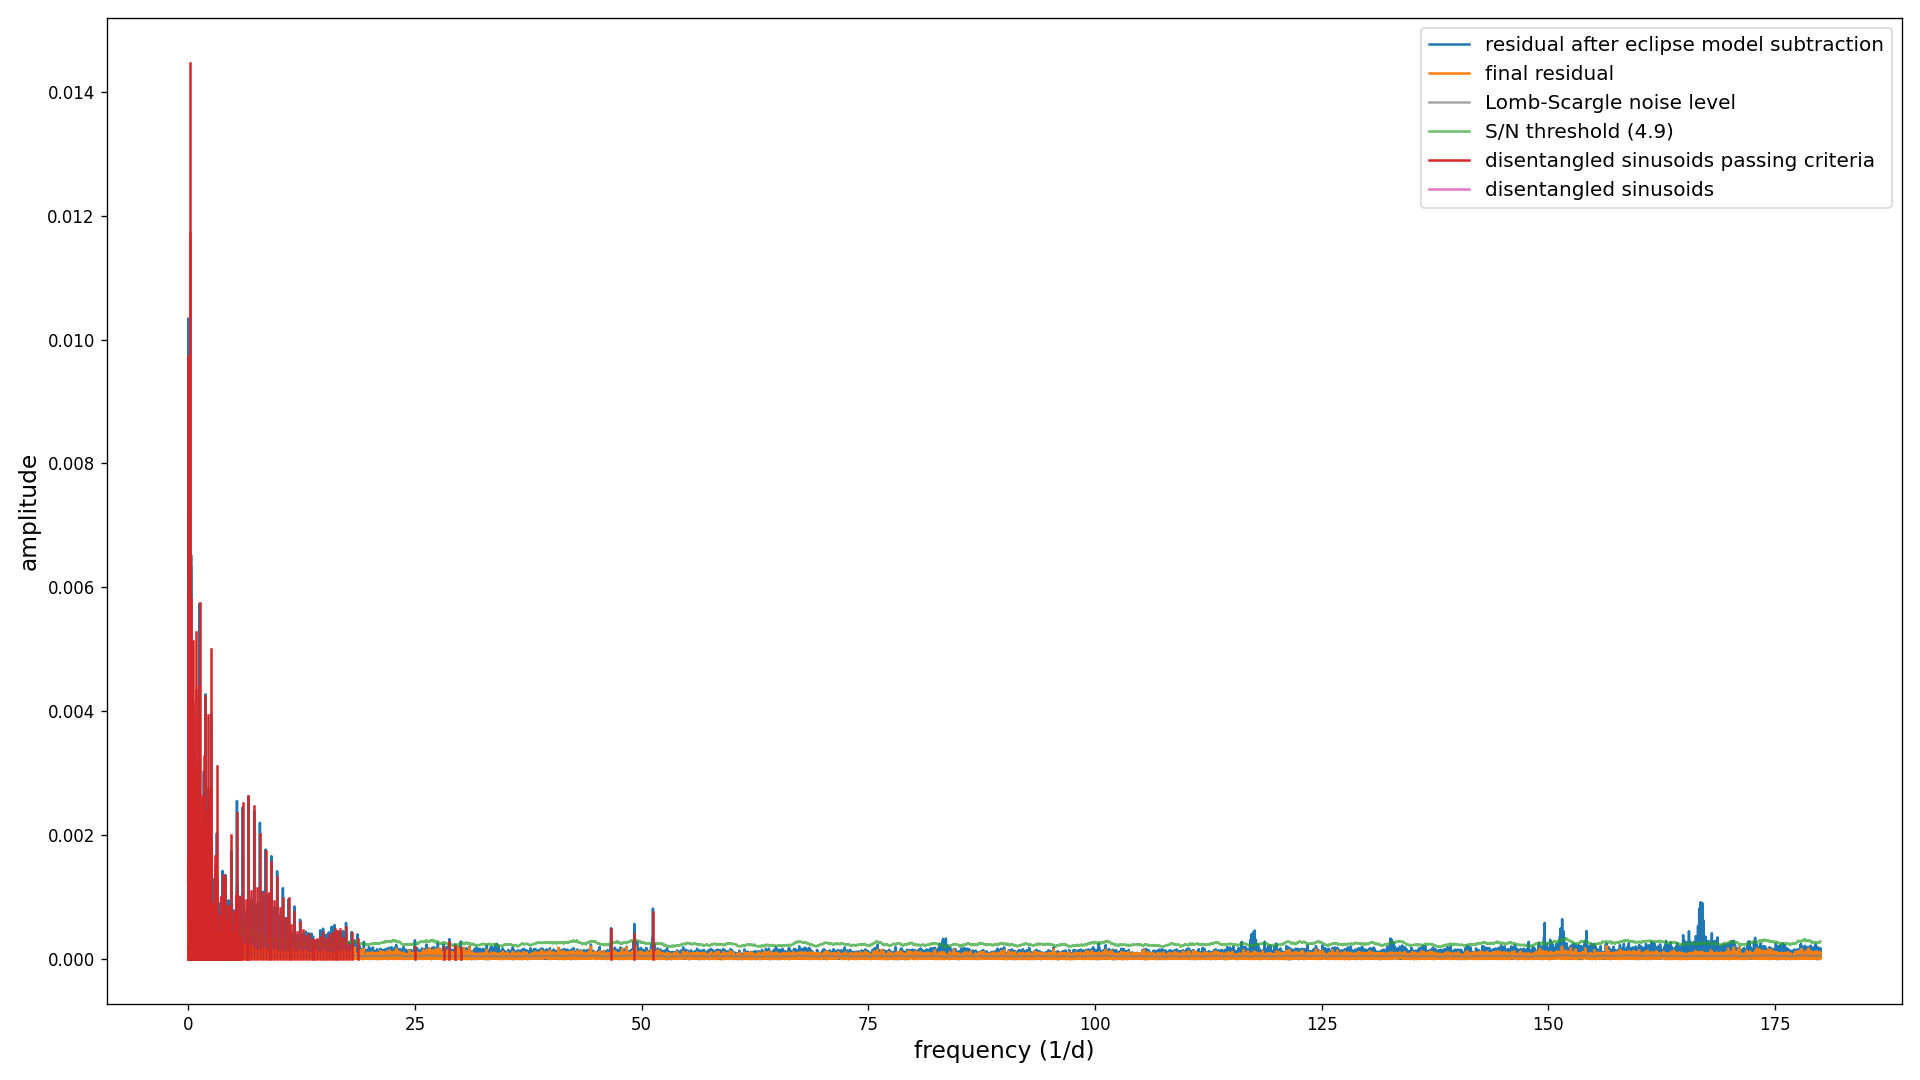 residual after eclipse model subtraction
final residual
Lomb-Scargle noise level
S/N threshold (4.9)
disentangled sinusoids passing criteria
disentangled sinusoids
0.014
0.012
0.010
0.008
0.006
0.004
0.002
0.000
amplitude
0 25 50 75 100 125 150 175
frequency (1/d)